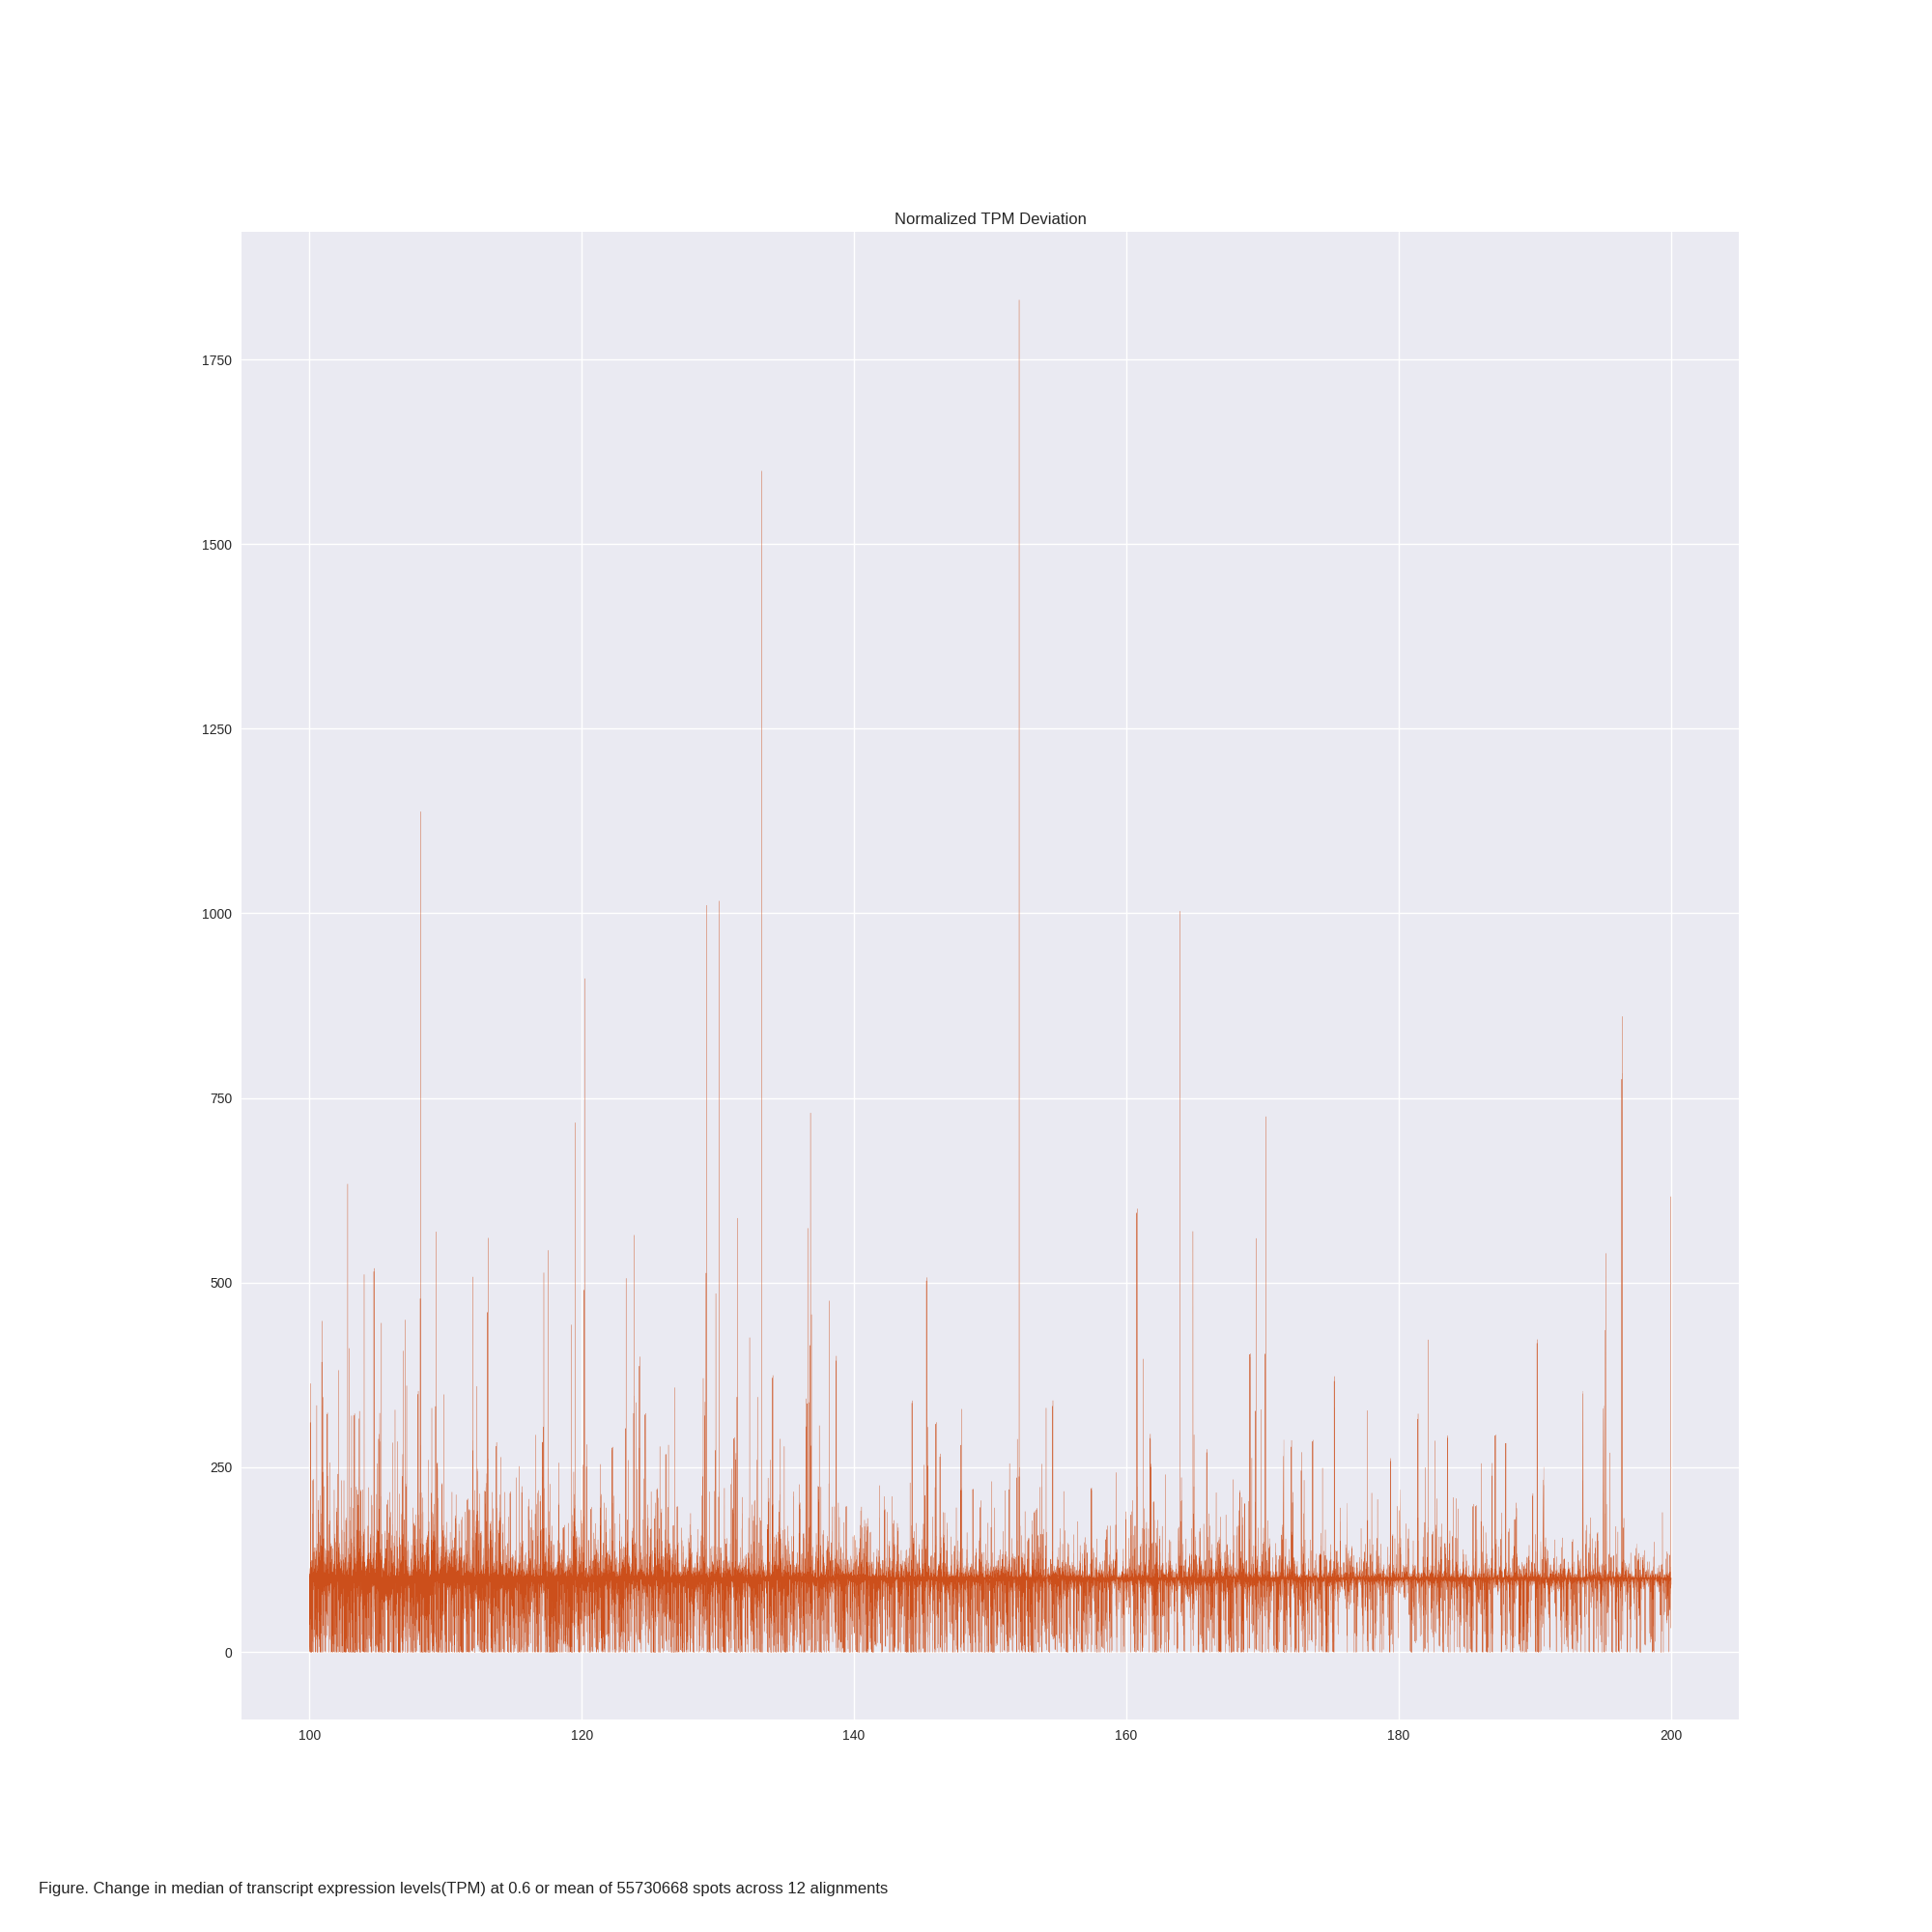 Normalized TPM Deviation
1750
1500
1250
1000
750
500
250
0
100 120 140 160 180 200
Figure. Change in median of transcript expression levels(TPM) at 0.6 or mean of 55730668 spots across 12 alignments